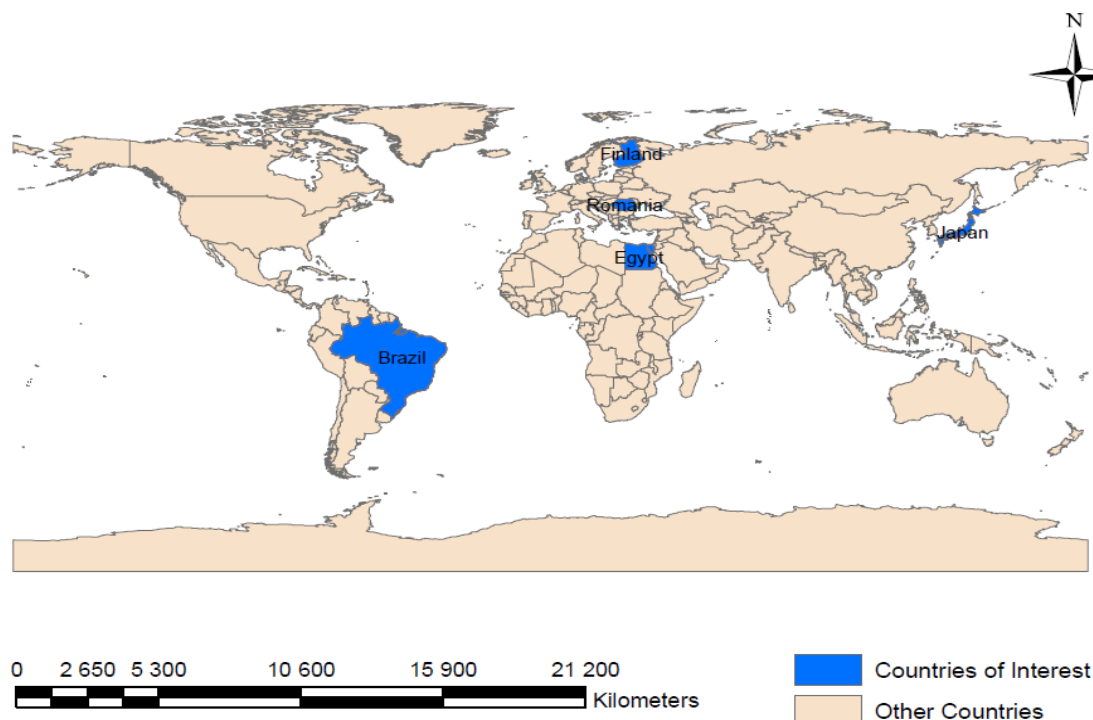 N
Finland
Romania
Japan
Egypt
Brazil
0 2 650 5 300 10 600 15 900 21 200
Kilometers
Countries of Interest
Other Countries